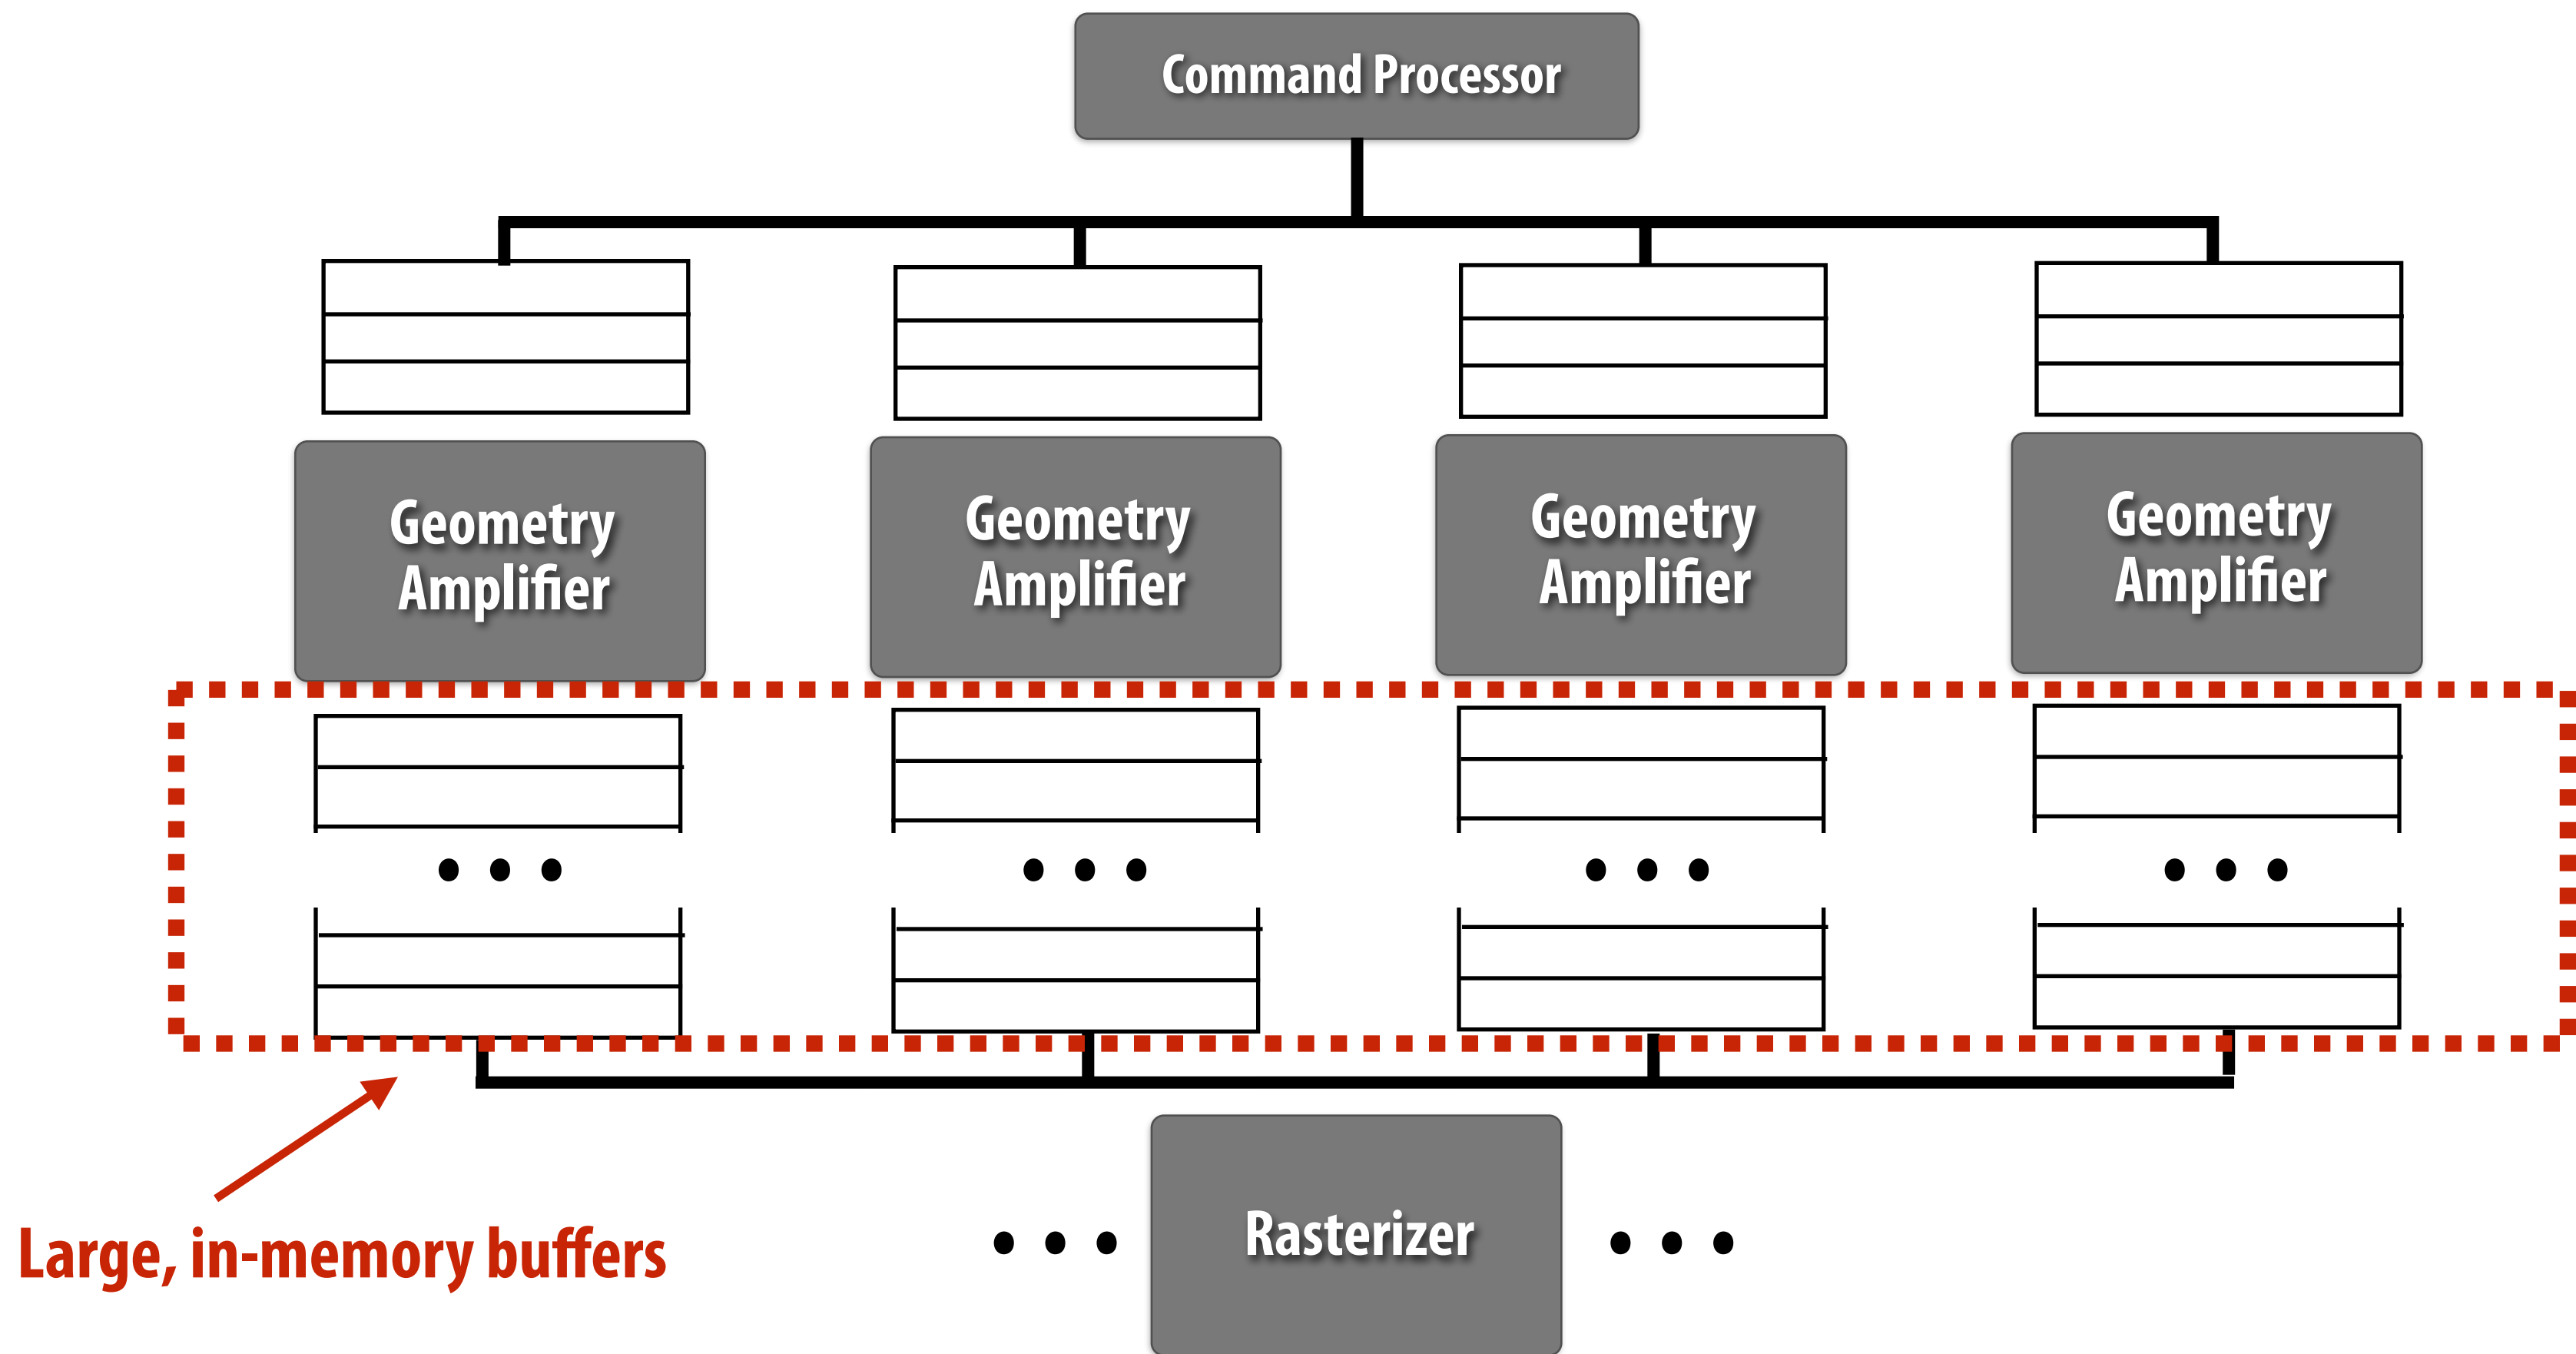 Command Processor
Geometry
Amplifier
Geometry
Amplifier
Geometry
Amplifier
Geometry
Amplifier
Large, in-memory buffers
Rasterizer